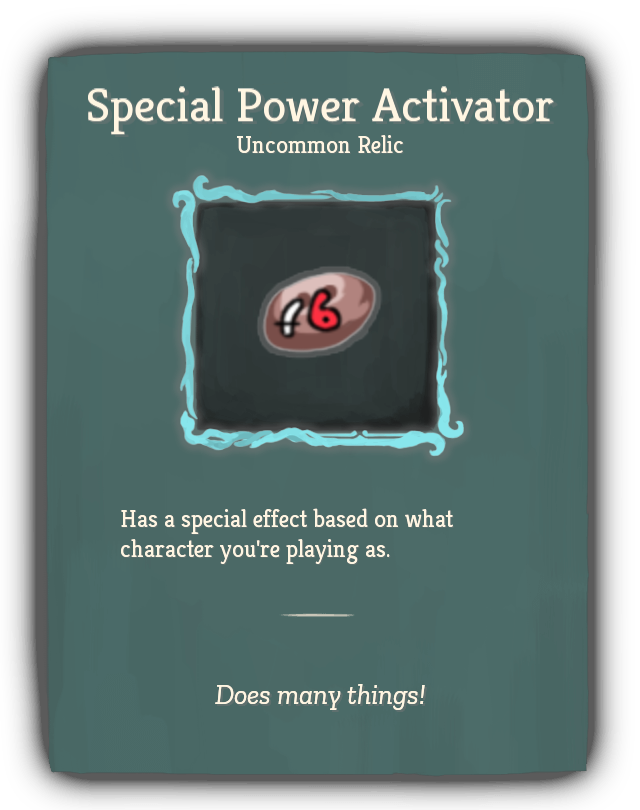 Special Power Activator
Uncommon Relic
Has a special effect based on what
character you're playing as.
Does many things!